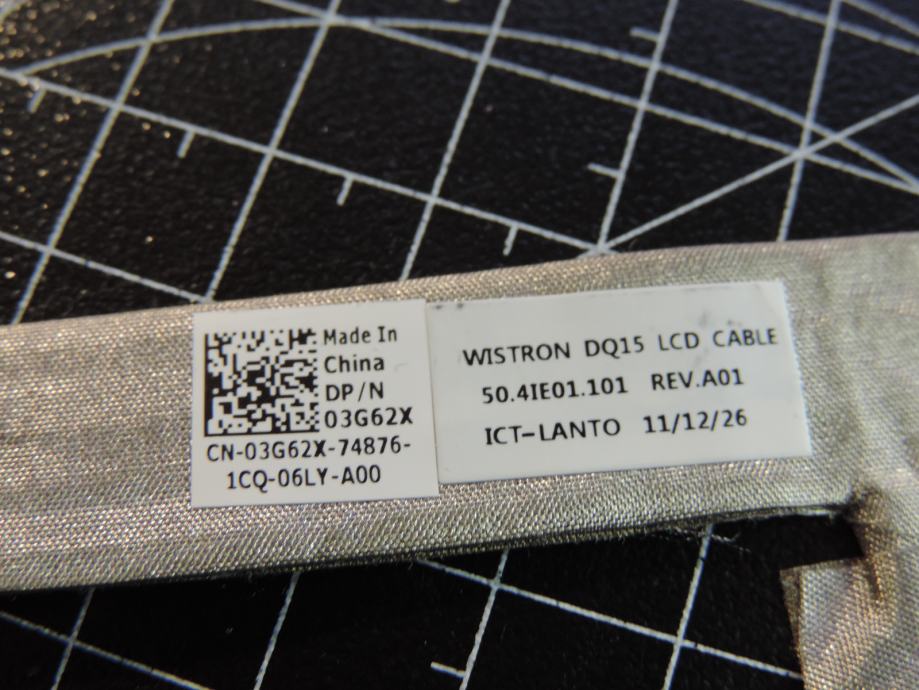 Made In
China
DP/N
03G62X
CN-03G62X-74876-
1CQ-06LY-A00
WISTRON DQ15 LCD CABLE
50.4IE01.101 REV.A01
ICT-LANTO 11/12/26